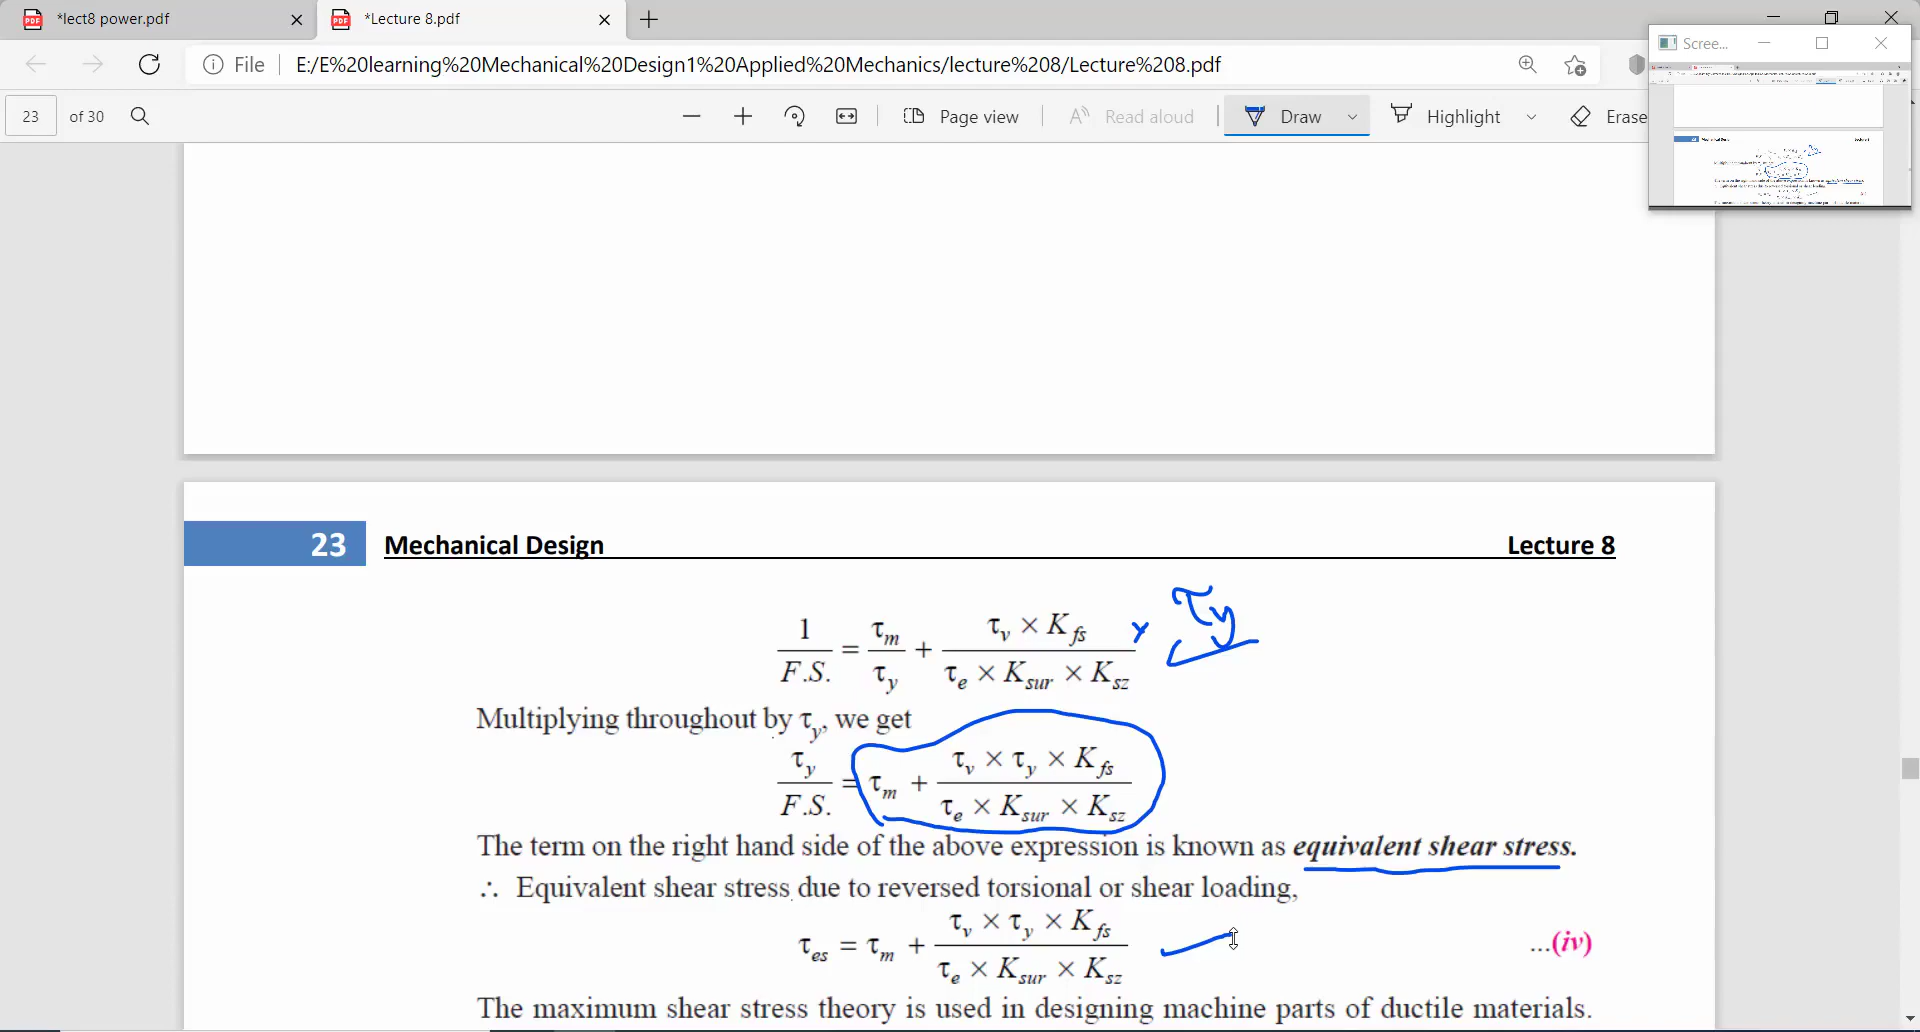 *lect8 power.pdf
*Lecture 8.pdf
Scree...
File
E:/E%20learning%20Mechanical%20Design1%20Applied%20Mechanics/lecture%208/Lecture%208.pdf
23 of 30
Page view
Read aloud
Draw
Highlight
Erase
23 Mechanical Design Lecture 8
1/F.S. = τm/τy + (τv × Kfs)/(τe × Ksur × Ksz) × τy
Multiplying throughout by τy, we get
τy/F.S. = τm + (τv × τy × Kfs)/(τe × Ksur × Ksz)
The term on the right hand side of the above expression is known as equivalent shear stress.
∴ Equivalent shear stress due to reversed torsional or shear loading,
τes = τm + (τv × τy × Kfs)/(τe × Ksur × Ksz) ...(iv)
The maximum shear stress theory is used in designing machine parts of ductile materials.